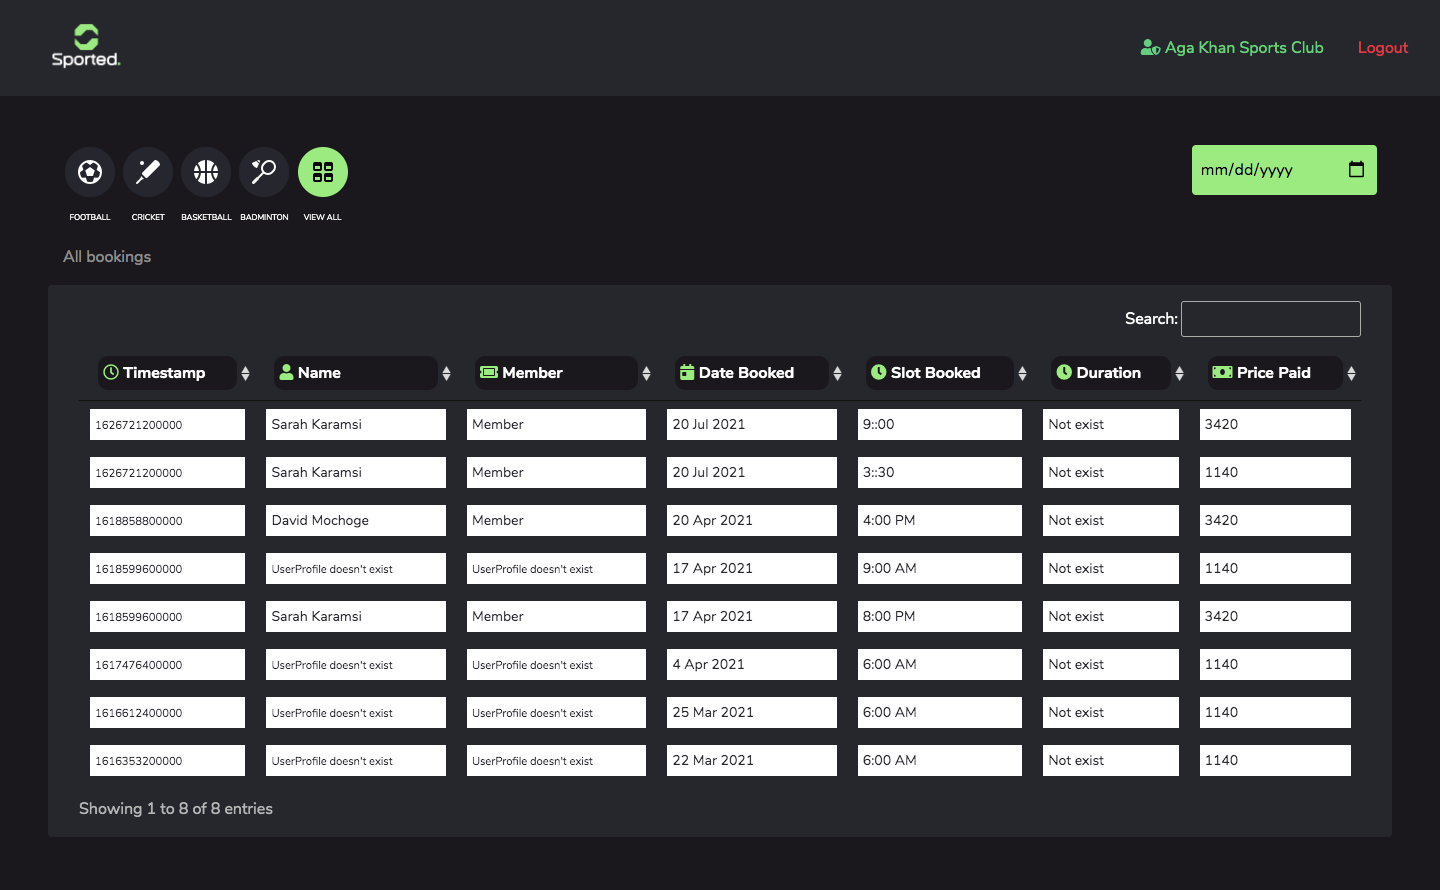 Sported.
Aga Khan Sports Club Logout
mm/dd/yyyy
FOOTBALL CRICKET BASKETBALL BADMINTON VIEW ALL
All bookings
Search:
Timestamp Name Member Date Booked Slot Booked Duration Price Paid
1626721200000 Sarah Karamsi Member 20 Jul 2021 9::00 Not exist 3420
1626721200000 Sarah Karamsi Member 20 Jul 2021 3::30 Not exist 1140
1618858800000 David Mochoge Member 20 Apr 2021 4:00 PM Not exist 3420
1618599600000 UserProfile doesn't exist UserProfile doesn't exist 17 Apr 2021 9:00 AM Not exist 1140
1618599600000 Sarah Karamsi Member 17 Apr 2021 8:00 PM Not exist 3420
1617476400000 UserProfile doesn't exist UserProfile doesn't exist 4 Apr 2021 6:00 AM Not exist 1140
1616612400000 UserProfile doesn't exist UserProfile doesn't exist 25 Mar 2021 6:00 AM Not exist 1140
1616353200000 UserProfile doesn't exist UserProfile doesn't exist 22 Mar 2021 6:00 AM Not exist 1140
Showing 1 to 8 of 8 entries